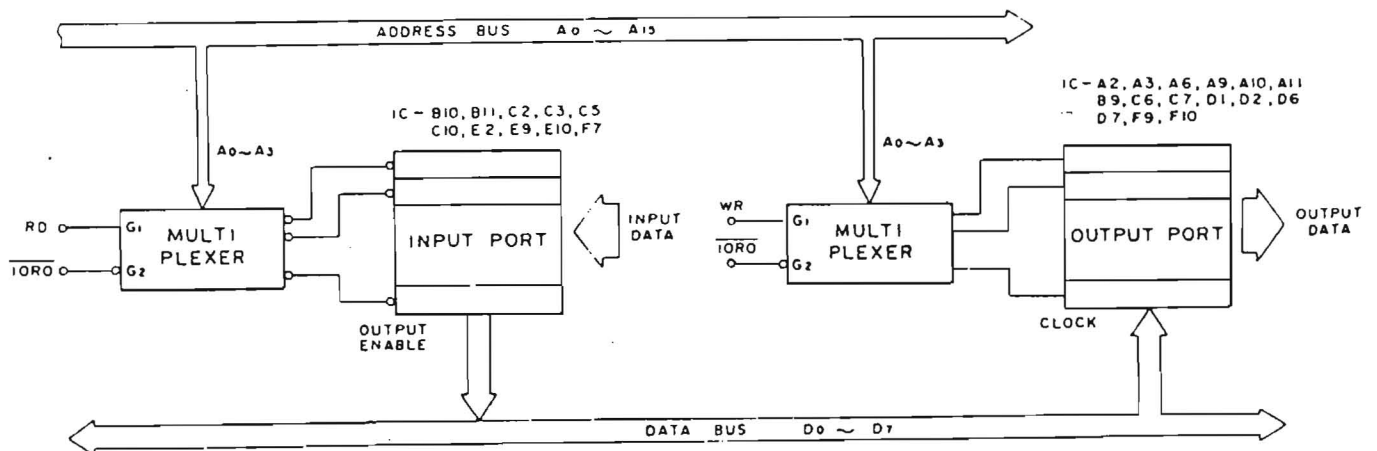 ADDRESS BUS A0 ~ A15
IC-A2, A3, A6, A9, A10, A11
B9, C6, C7, D1, D2, D6
D7, F9, F10
IC-B10, B11, C2, C3, C5
C10, E2, E9, E10, F7
A0~A3
A0~A3
RD
G1
MULTI
PLEXER
IORQ
G2
INPUT PORT
INPUT
DATA
WR
G1
MULTI
PLEXER
IORQ
G2
OUTPUT PORT
OUTPUT
DATA
OUTPUT
ENABLE
CLOCK
DATA BUS D0 ~ D7